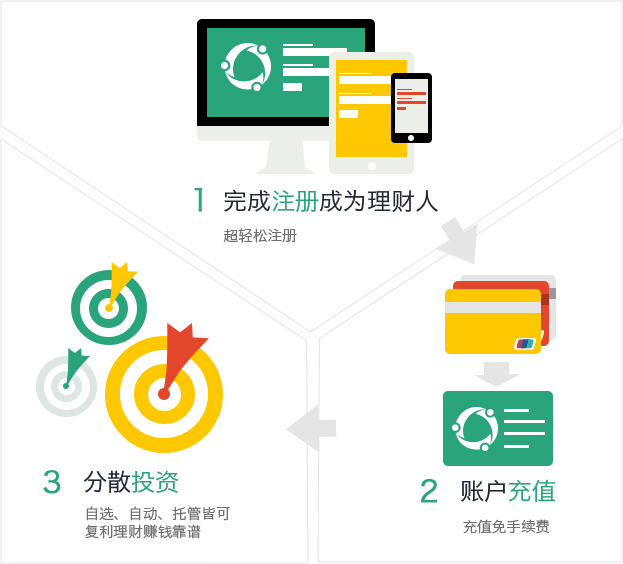 1 完成注册成为理财人
超轻松注册
2 账户充值
充值免手续费
3 分散投资
自选、自动、托管皆可
复利理财赚钱靠谱